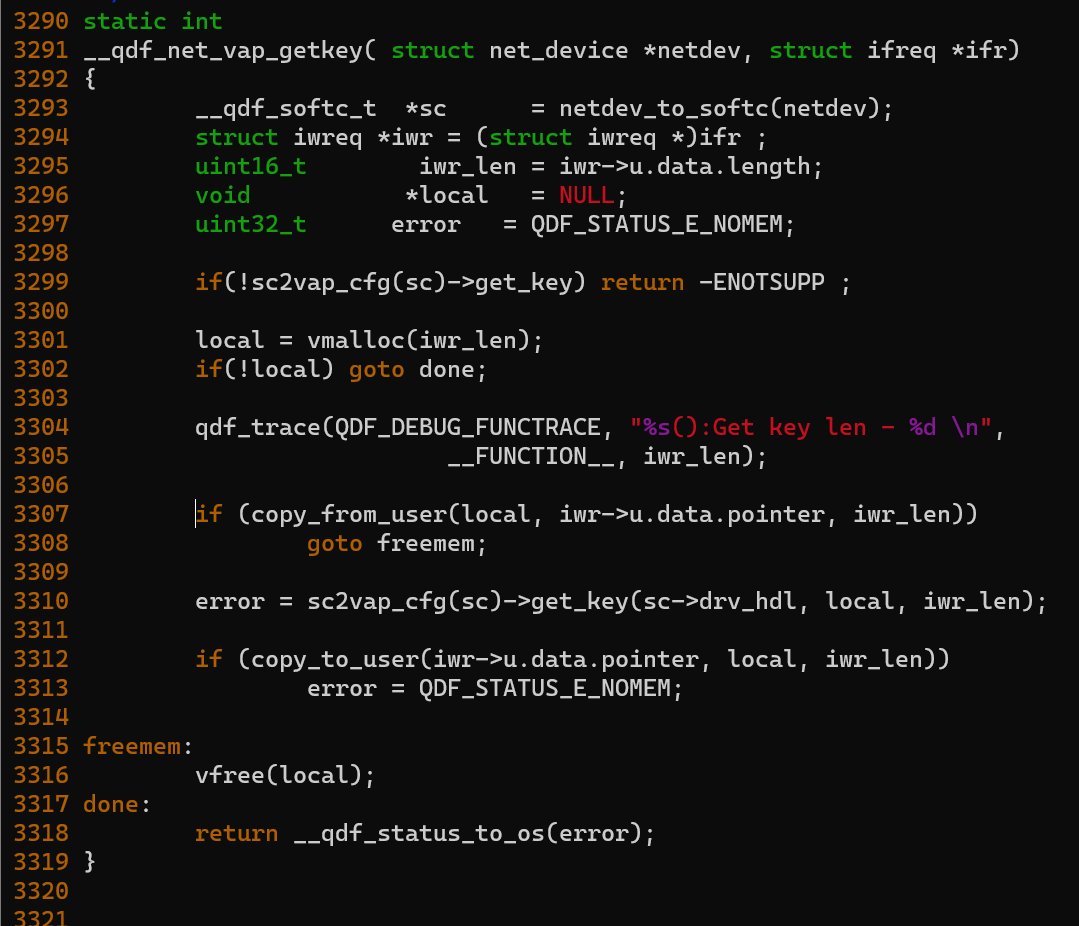 3290 static int
3291 __qdf_net_vap_getkey( struct net_device *netdev, struct ifreq *ifr)
3292 {
3293         __qdf_softc_t  *sc      = netdev_to_softc(netdev);
3294         struct iwreq *iwr = (struct iwreq *)ifr ;
3295         uint16_t        iwr_len = iwr->u.data.length;
3296         void           *local   = NULL;
3297         uint32_t      error   = QDF_STATUS_E_NOMEM;
3298
3299         if(!sc2vap_cfg(sc)->get_key) return -ENOTSUPP ;
3300
3301         local = vmalloc(iwr_len);
3302         if(!local) goto done;
3303
3304         qdf_trace(QDF_DEBUG_FUNCTRACE, "%s():Get key len - %d \n",
3305                           __FUNCTION__, iwr_len);
3306
3307         if (copy_from_user(local, iwr->u.data.pointer, iwr_len))
3308                 goto freemem;
3309
3310         error = sc2vap_cfg(sc)->get_key(sc->drv_hdl, local, iwr_len);
3311
3312         if (copy_to_user(iwr->u.data.pointer, local, iwr_len))
3313                 error = QDF_STATUS_E_NOMEM;
3314
3315 freemem:
3316         vfree(local);
3317 done:
3318         return __qdf_status_to_os(error);
3319 }
3320
3321